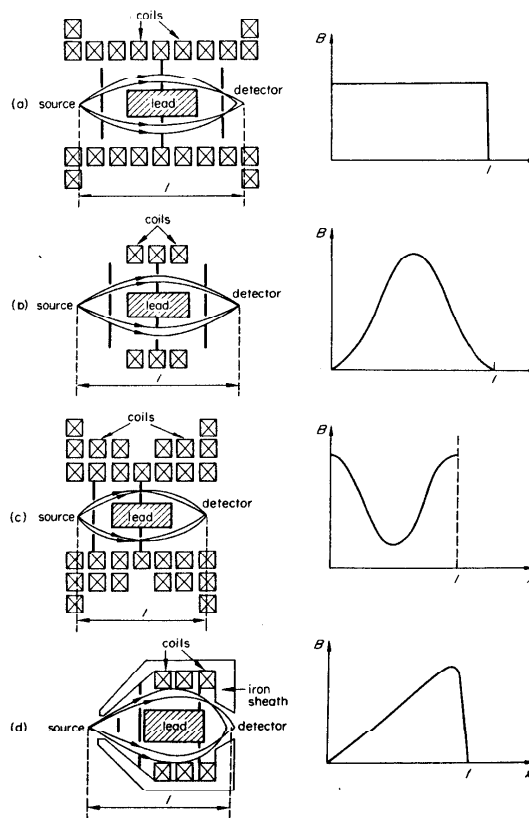 coils
B
(a) source
lead
detector
l
l
coils
B
(b) source
lead
detector
l
l
coils
B
(c) source
lead
detector
l
l
coils
B
iron
sheath
(d) source
lead
detector
l
l